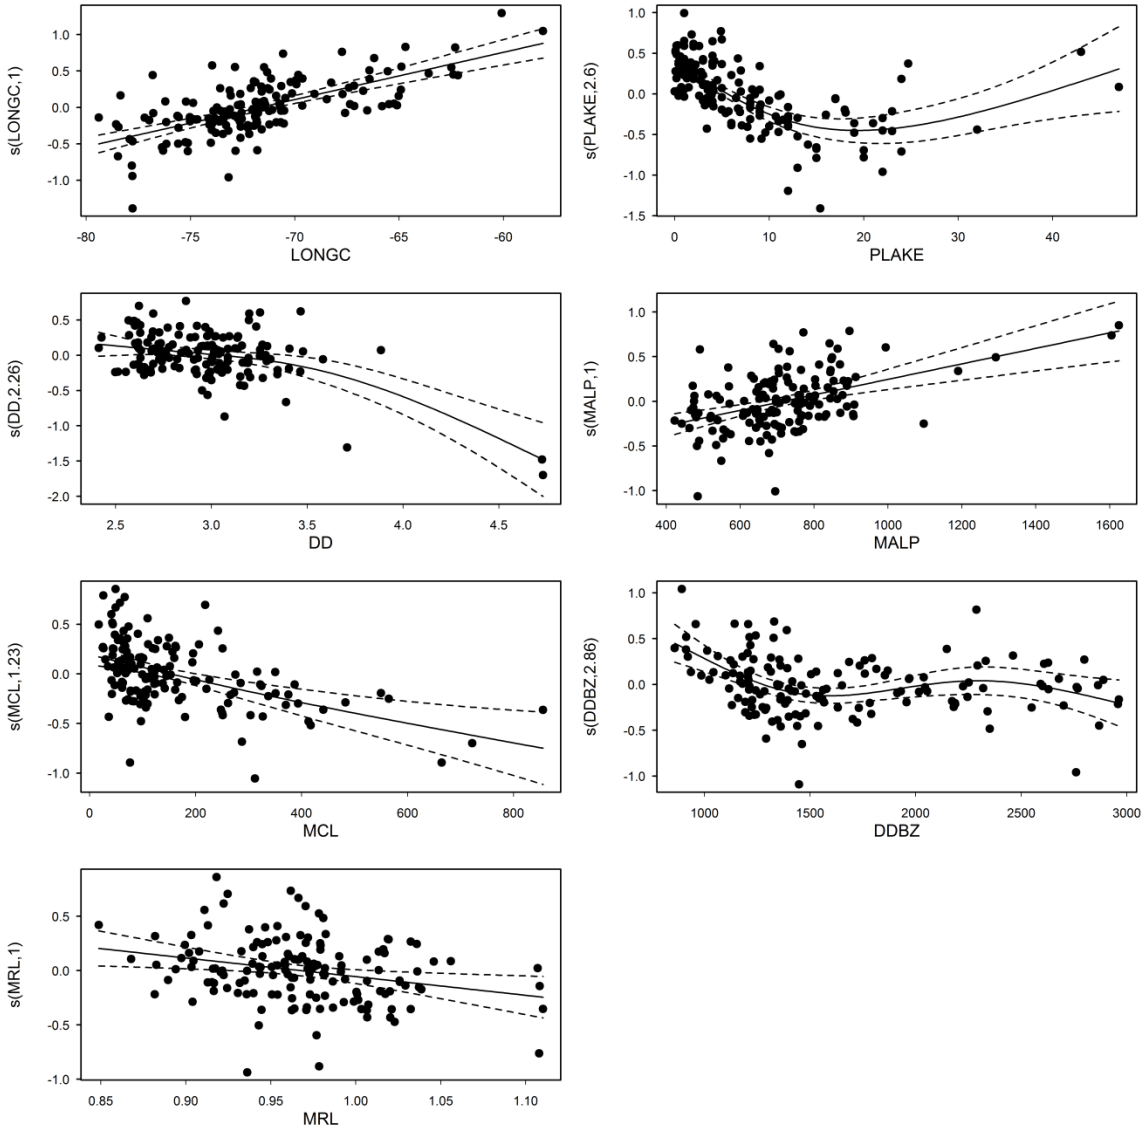 s(LONGC,1)
1.0
0.5
0.0
-0.5
-1.0
-80 -75 -70 -65 -60
LONGC
s(PLAKE,2.6)
1.0
0.5
0.0
-0.5
-1.0
-1.5
0 10 20 30 40
PLAKE
s(DD,2.26)
0.5
0.0
-0.5
-1.0
-1.5
-2.0
2.5 3.0 3.5 4.0 4.5
DD
s(MALP,1)
1.0
0.5
0.0
-0.5
-1.0
400 600 800 1000 1200 1400 1600
MALP
s(MCL,1.23)
0.5
0.0
-0.5
-1.0
0 200 400 600 800
MCL
s(DDBZ,2.86)
1.0
0.5
0.0
-0.5
-1.0
1000 1500 2000 2500 3000
DDBZ
s(MRL,1)
0.5
0.0
-0.5
-1.0
0.85 0.90 0.95 1.00 1.05 1.10
MRL